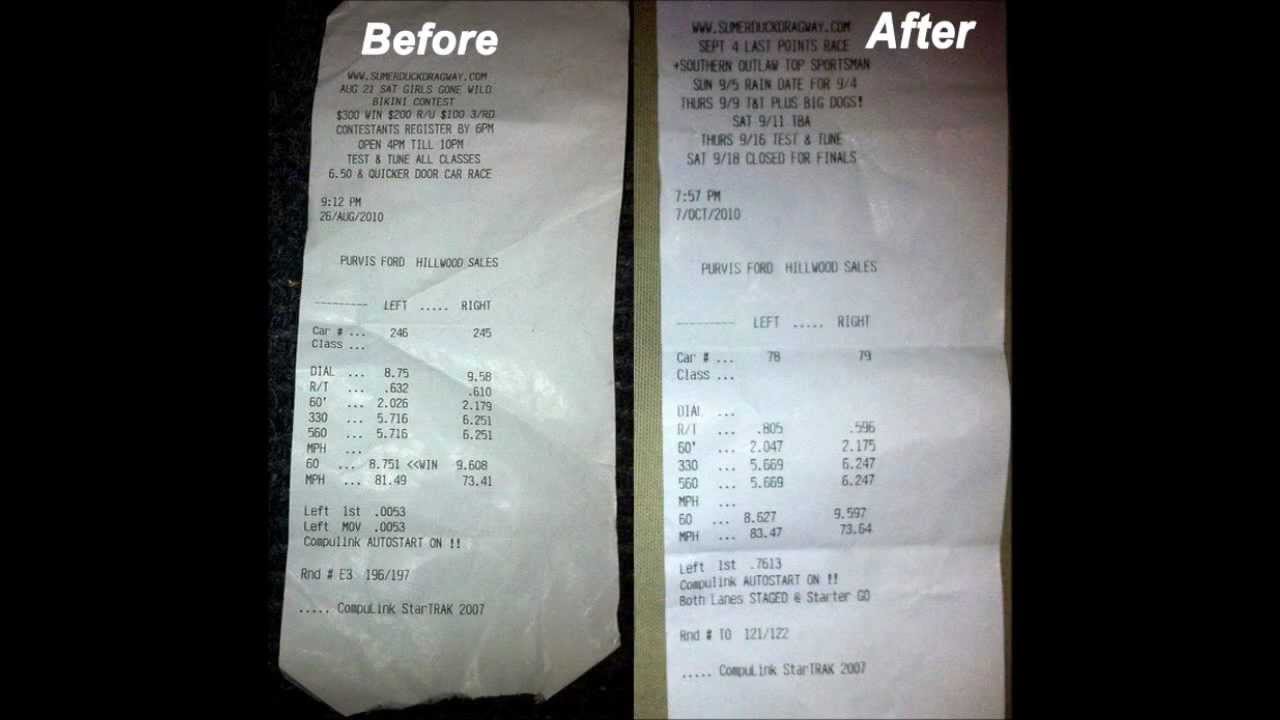 Before
WWW.SUMERDUCKDRAGWAY.COM
AUG 21 SAT GIRLS GONE WILD
BIKINI CONTEST
$300 WIN $200 R/U $100 3/RD
CONTESTANTS REGISTER BY 6PM
OPEN 4PM TILL 10PM
TEST & TUNE ALL CLASSES
6.50 & QUICKER DOOR CAR RACE
9:12 PM
26/AUG/2010
PURVIS FORD HILLWOOD SALES
---------- LEFT ..... RIGHT
Car # ... 246 245
Class ...
DIAL ... 8.75 9.58
R/T ... .632 .610
60' ... 2.026 2.179
330 ... 5.716 6.251
560 ... 5.716 6.251
MPH ...
60 ... 8.751 <<WIN 9.608
MPH ... 81.49 73.41
Left 1st .0053
Left MOV .0053
Compulink AUTOSTART ON !!
Rnd # E3 196/197
..... CompuLink StarTRAK 2007
After
WWW.SUMERDUCKDRAGWAY.COM
SEPT 4 LAST POINTS RACE
+SOUTHERN OUTLAW TOP SPORTSMAN
SUN 9/5 RAIN DATE FOR 9/4
THURS 9/9 T&T PLUS BIG DOGS!
SAT 9/11 TBA
THURS 9/16 TEST & TUNE
SAT 9/18 CLOSED FOR FINALS
7:57 PM
7/OCT/2010
PURVIS FORD HILLWOOD SALES
---------- LEFT ..... RIGHT
Car # ... 78 79
Class ...
DIAL ...
R/T ... .805 .596
60' ... 2.047 2.175
330 ... 5.669 6.247
560 ... 5.669 6.247
MPH ...
60 ... 8.627 9.597
MPH ... 83.47 73.64
Left 1st .7613
Compulink AUTOSTART ON !!
Both Lanes STAGED @ Starter GO
Rnd # TO 121/122
..... CompuLink StarTRAK 2007